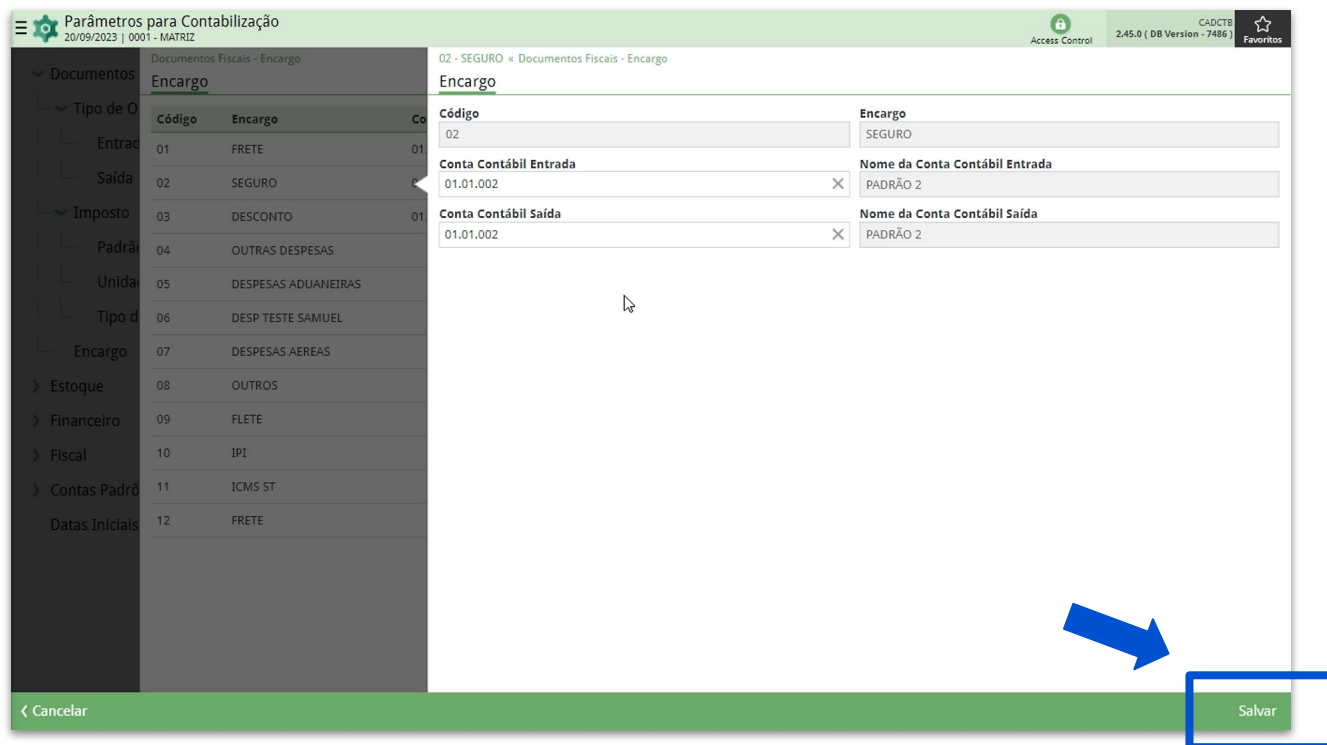 Parâmetros para Contabilização
20/09/2023 | 0001 - MATRIZ
Access Control
CADCTB
2.45.0 ( DB Version - 7486 )
Favoritos
Documentos
Tipo de O
Entrad
Saída
Imposto
Padrã
Unida
Tipo d
Encargo
Estoque
Financeiro
Fiscal
Contas Padrõ
Datas Iniciais
Documentos Fiscais - Encargo
Encargo
Código Encargo Co
01 FRETE 01.
02 SEGURO
03 DESCONTO 01.
04 OUTRAS DESPESAS
05 DESPESAS ADUANEIRAS
06 DESP TESTE SAMUEL
07 DESPESAS AEREAS
08 OUTROS
09 FLETE
10 IPI
11 ICMS ST
12 FRETE
02 - SEGURO « Documentos Fiscais - Encargo
Encargo
Código Encargo
02 SEGURO
Conta Contábil Entrada Nome da Conta Contábil Entrada
01.01.002 PADRÃO 2
Conta Contábil Saída Nome da Conta Contábil Saída
01.01.002 PADRÃO 2
Cancelar Salvar